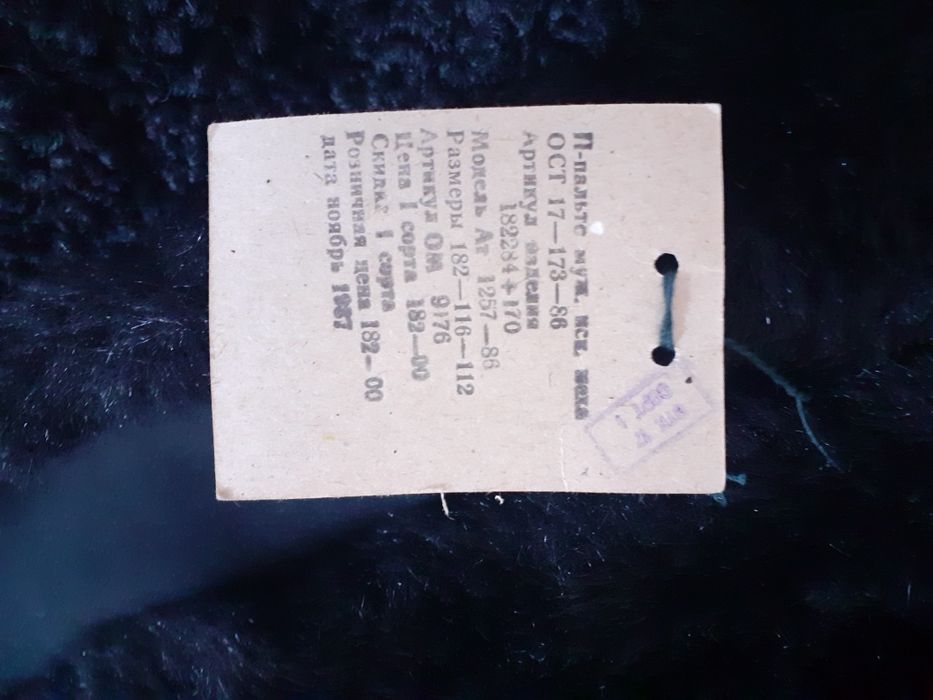 П-пальто муж. иск. меха
ОСТ 17—173—86
Артикул изделия
182284+170
Модель Аг 1257—86
Размеры 182—116—112
Артикул ОМ 9176
Цена 1 сорта 182—00
Скидка 1 сорта
Розничная цена 182—00
дата ноябрь 1987